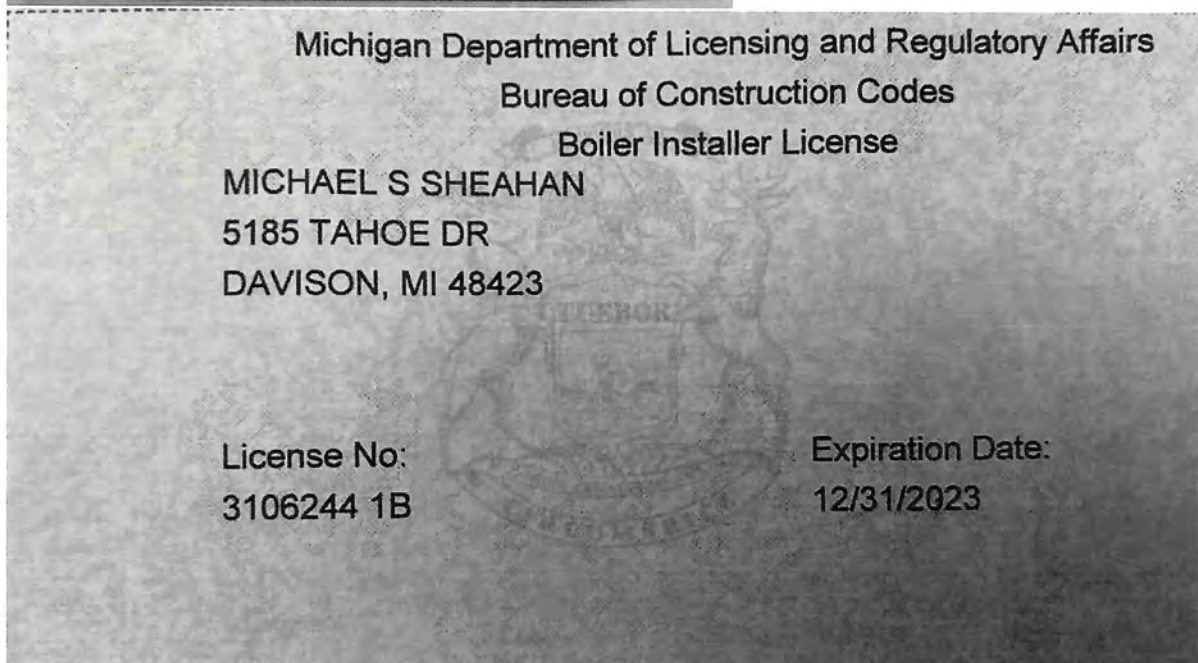 Michigan Department of Licensing and Regulatory Affairs
Bureau of Construction Codes
Boiler Installer License
MICHAEL S SHEAHAN
5185 TAHOE DR
DAVISON, MI 48423
TUEBOR
License No:
3106244 1B
Expiration Date:
12/31/2023